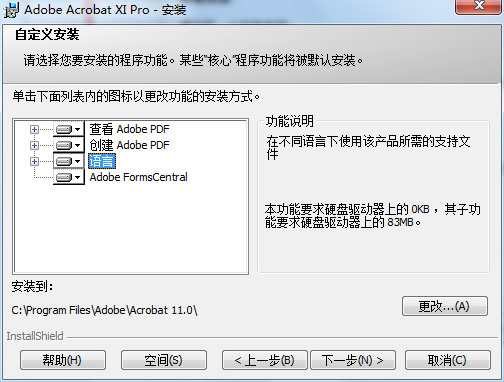 Adobe Acrobat XI Pro - 安装
自定义安装
请选择您要安装的程序功能。某些"核心"程序功能将被默认安装。
单击下面列表内的图标以更改功能的安装方式。
查看 Adobe PDF
创建 Adobe PDF
语言
Adobe FormsCentral
功能说明
在不同语言下使用该产品所需的支持文
件
本功能要求硬盘驱动器上的 0KB ，其子功
能要求硬盘驱动器上的 83MB。
安装到：
C:\Program Files\Adobe\Acrobat 11.0\
更改...(A)
InstallShield
帮助(H)
空间(S)
< 上一步(B)
下一步(N) >
取消(C)